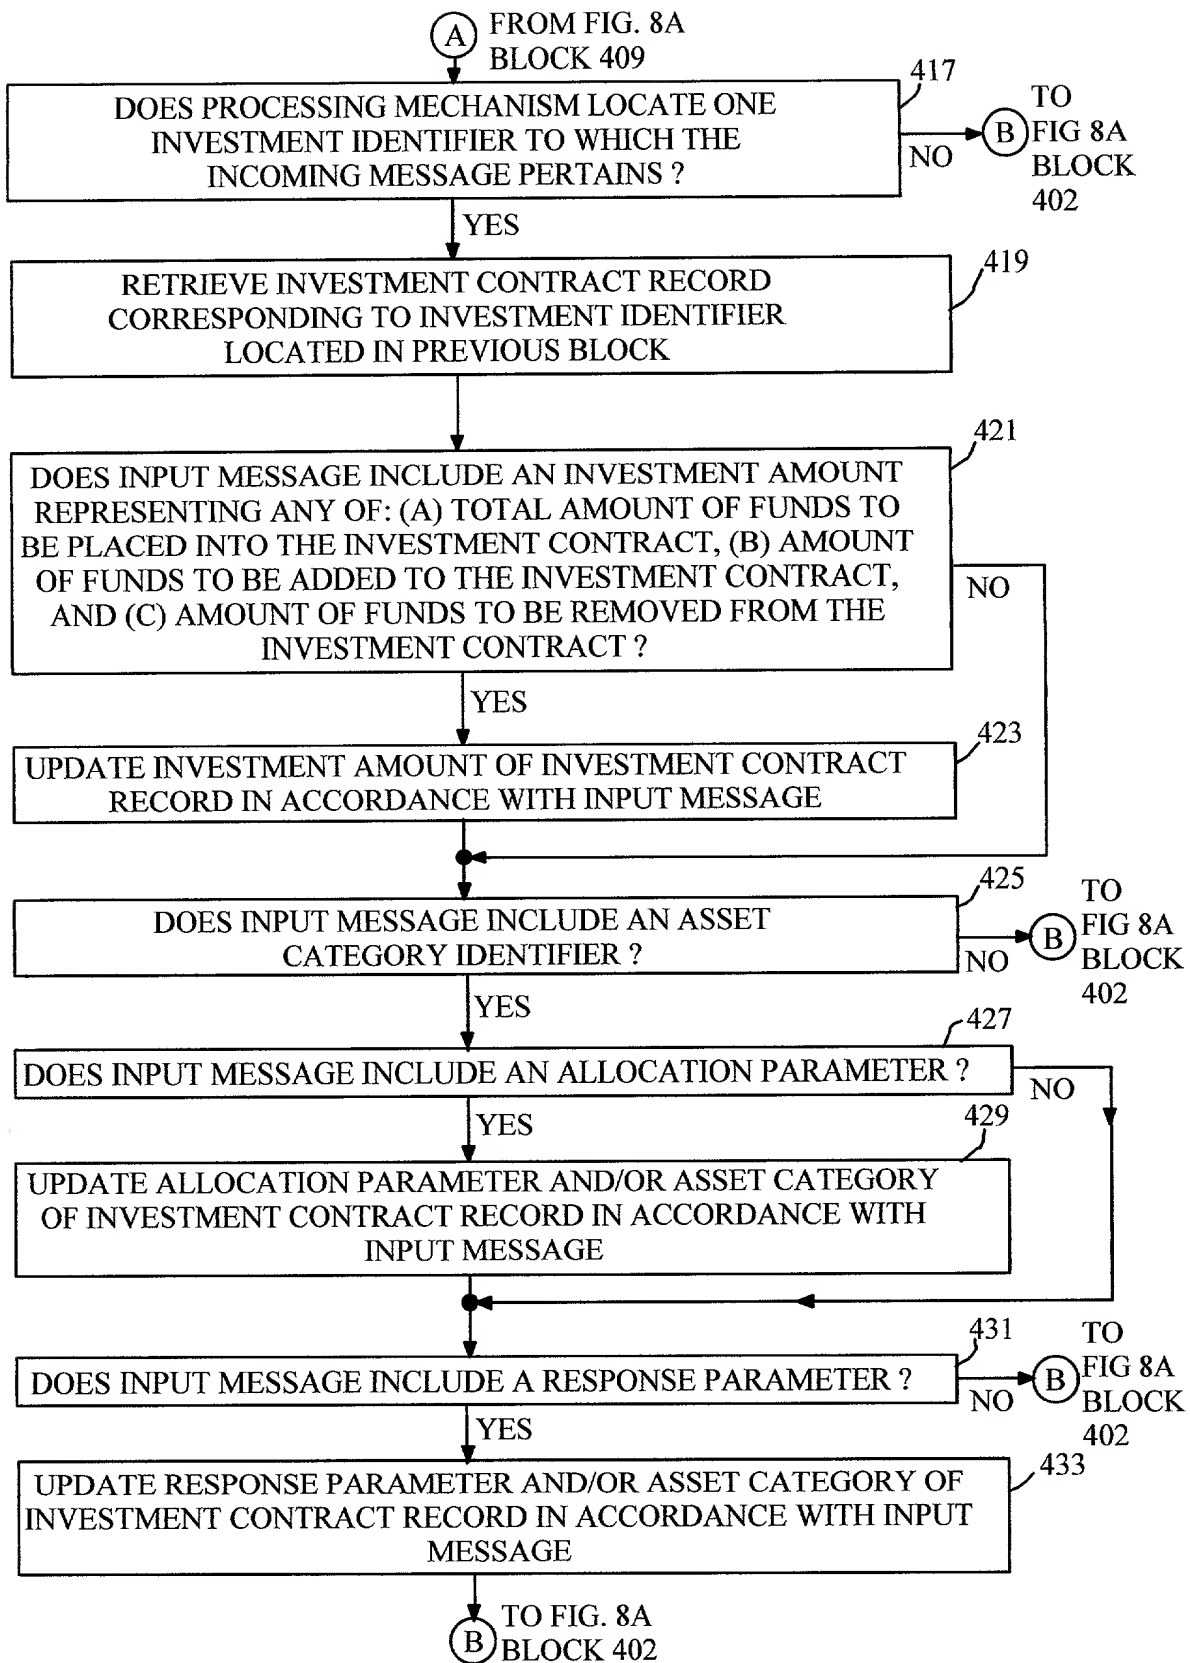 A
FROM FIG. 8A
BLOCK 409
417
DOES PROCESSING MECHANISM LOCATE ONE
INVESTMENT IDENTIFIER TO WHICH THE
INCOMING MESSAGE PERTAINS ?
NO
B
TO
FIG 8A
BLOCK
402
YES
419
RETRIEVE INVESTMENT CONTRACT RECORD
CORRESPONDING TO INVESTMENT IDENTIFIER
LOCATED IN PREVIOUS BLOCK
421
DOES INPUT MESSAGE INCLUDE AN INVESTMENT AMOUNT
REPRESENTING ANY OF: (A) TOTAL AMOUNT OF FUNDS TO
BE PLACED INTO THE INVESTMENT CONTRACT, (B) AMOUNT
OF FUNDS TO BE ADDED TO THE INVESTMENT CONTRACT,
AND (C) AMOUNT OF FUNDS TO BE REMOVED FROM THE
INVESTMENT CONTRACT ?
NO
YES
423
UPDATE INVESTMENT AMOUNT OF INVESTMENT CONTRACT
RECORD IN ACCORDANCE WITH INPUT MESSAGE
425
DOES INPUT MESSAGE INCLUDE AN ASSET
CATEGORY IDENTIFIER ?
NO
B
TO
FIG 8A
BLOCK
402
YES
427
DOES INPUT MESSAGE INCLUDE AN ALLOCATION PARAMETER ?
NO
YES
429
UPDATE ALLOCATION PARAMETER AND/OR ASSET CATEGORY
OF INVESTMENT CONTRACT RECORD IN ACCORDANCE WITH
INPUT MESSAGE
431
DOES INPUT MESSAGE INCLUDE A RESPONSE PARAMETER ?
NO
B
TO
FIG 8A
BLOCK
402
YES
433
UPDATE RESPONSE PARAMETER AND/OR ASSET CATEGORY OF
INVESTMENT CONTRACT RECORD IN ACCORDANCE WITH INPUT
MESSAGE
B
TO FIG. 8A
BLOCK 402